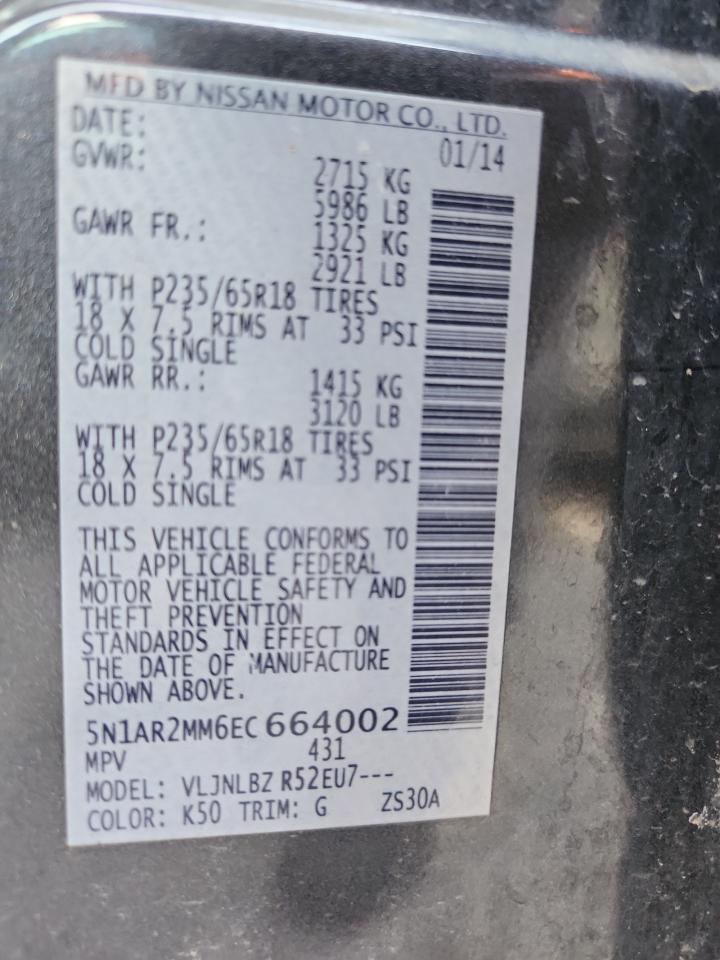 MFD BY NISSAN MOTOR CO., LTD.
DATE: 01/14
GVWR: 2715 KG
5986 LB
GAWR FR.: 1325 KG
2921 LB
WITH P235/65R18 TIRES
18 X 7.5 RIMS AT 33 PSI
COLD SINGLE
GAWR RR.: 1415 KG
3120 LB
WITH P235/65R18 TIRES
18 X 7.5 RIMS AT 33 PSI
COLD SINGLE
THIS VEHICLE CONFORMS TO
ALL APPLICABLE FEDERAL
MOTOR VEHICLE SAFETY AND
THEFT PREVENTION
STANDARDS IN EFFECT ON
THE DATE OF MANUFACTURE
SHOWN ABOVE.
5N1AR2MM6EC 664002
MPV 431
MODEL: VLJNLBZ R52EU7---
COLOR: K50 TRIM: G ZS30A